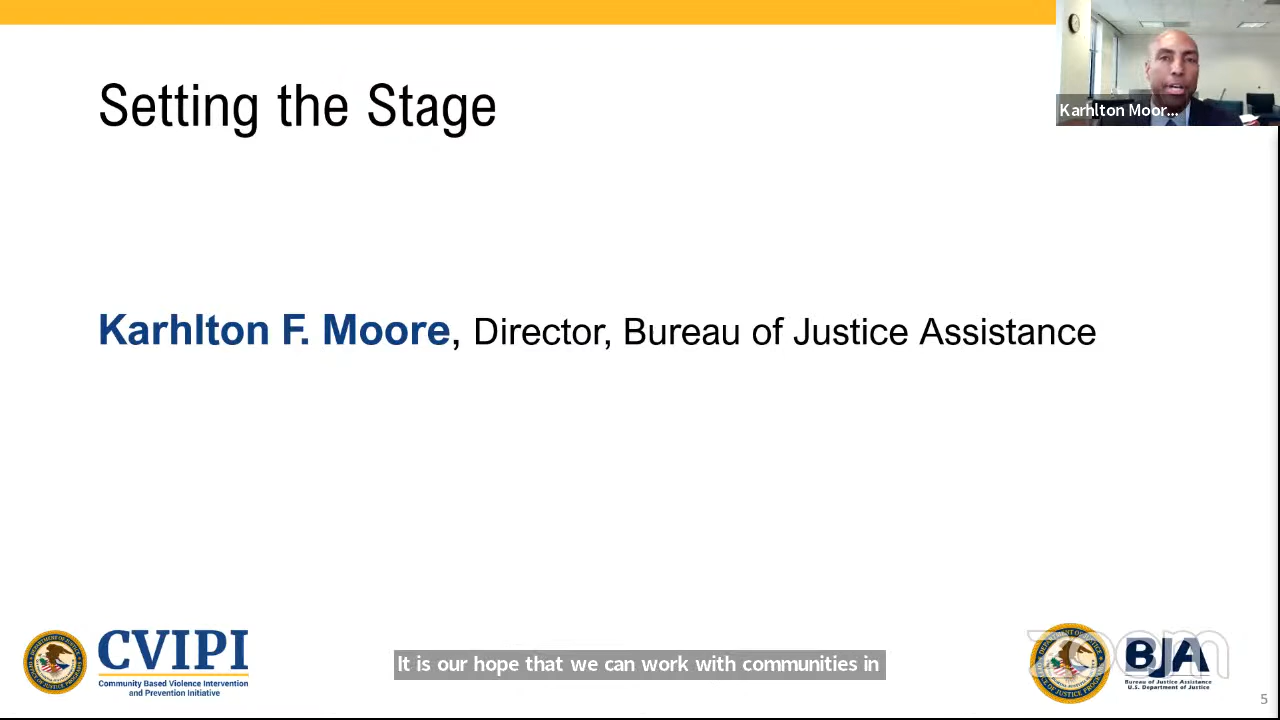 Setting the Stage
Karhlton Moor...
Karhlton F. Moore, Director, Bureau of Justice Assistance
CVIPI
Community Based Violence Intervention
and Prevention Initiative
It is our hope that we can work with communities in
zoom
BJA
Bureau of Justice Assistance
U.S. Department of Justice
5